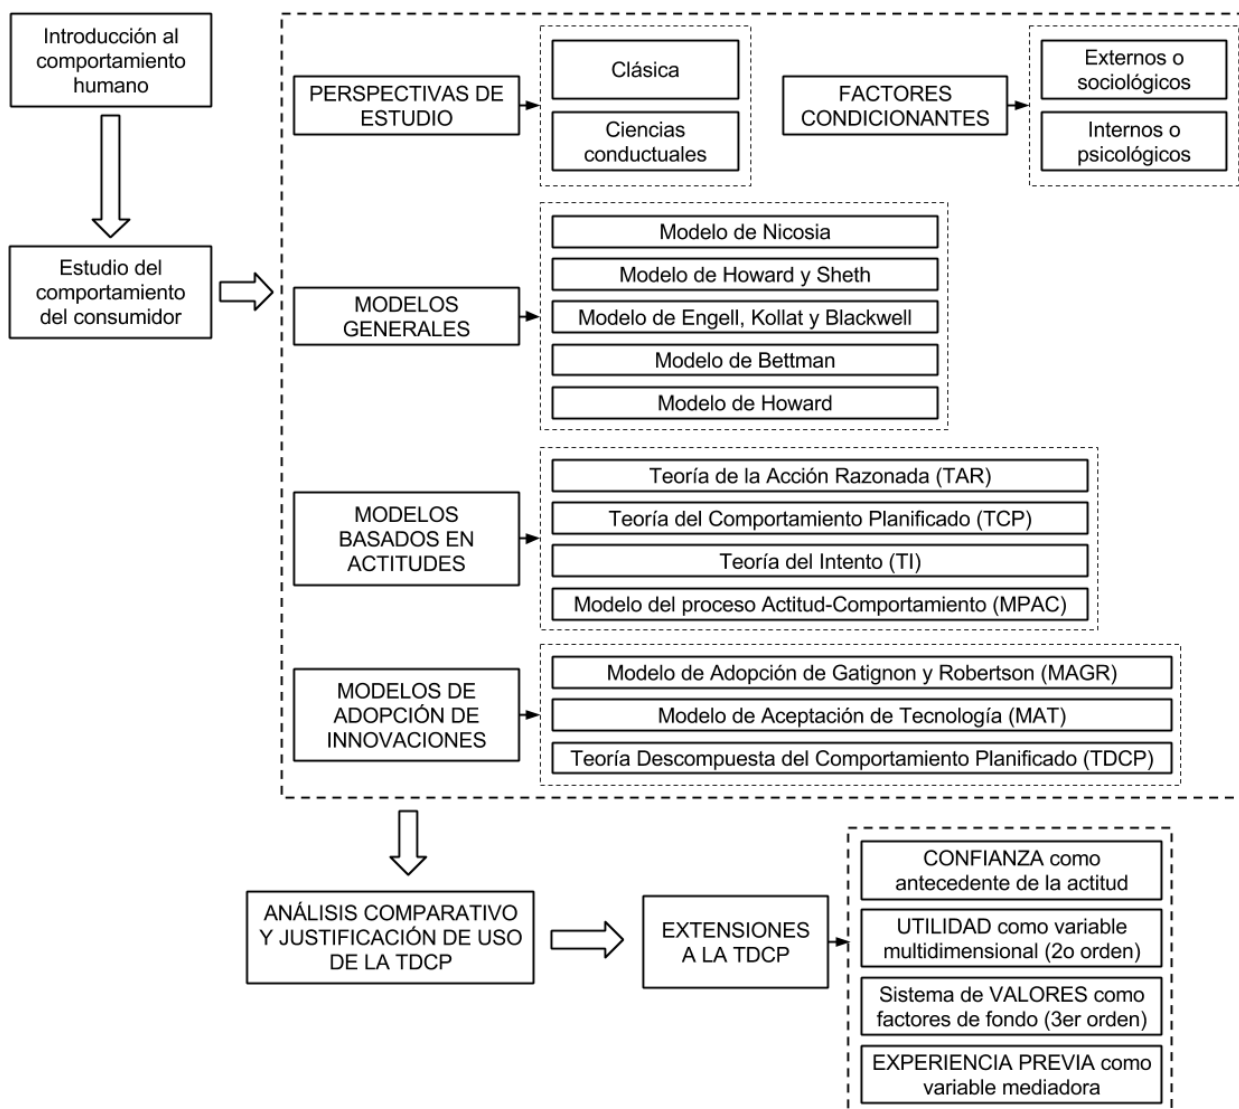 Introducción al
comportamiento
humano
Estudio del
comportamiento
del consumidor
PERSPECTIVAS DE
ESTUDIO
Clásica
Ciencias
conductuales
FACTORES
CONDICIONANTES
Externos o
sociológicos
Internos o
psicológicos
MODELOS
GENERALES
Modelo de Nicosia
Modelo de Howard y Sheth
Modelo de Engell, Kollat y Blackwell
Modelo de Bettman
Modelo de Howard
MODELOS
BASADOS EN
ACTITUDES
Teoría de la Acción Razonada (TAR)
Teoría del Comportamiento Planificado (TCP)
Teoría del Intento (TI)
Modelo del proceso Actitud-Comportamiento (MPAC)
MODELOS DE
ADOPCIÓN DE
INNOVACIONES
Modelo de Adopción de Gatignon y Robertson (MAGR)
Modelo de Aceptación de Tecnología (MAT)
Teoría Descompuesta del Comportamiento Planificado (TDCP)
ANÁLISIS COMPARATIVO
Y JUSTIFICACIÓN DE USO
DE LA TDCP
EXTENSIONES
A LA TDCP
CONFIANZA como
antecedente de la actitud
UTILIDAD como variable
multidimensional (2o orden)
Sistema de VALORES como
factores de fondo (3er orden)
EXPERIENCIA PREVIA como
variable mediadora